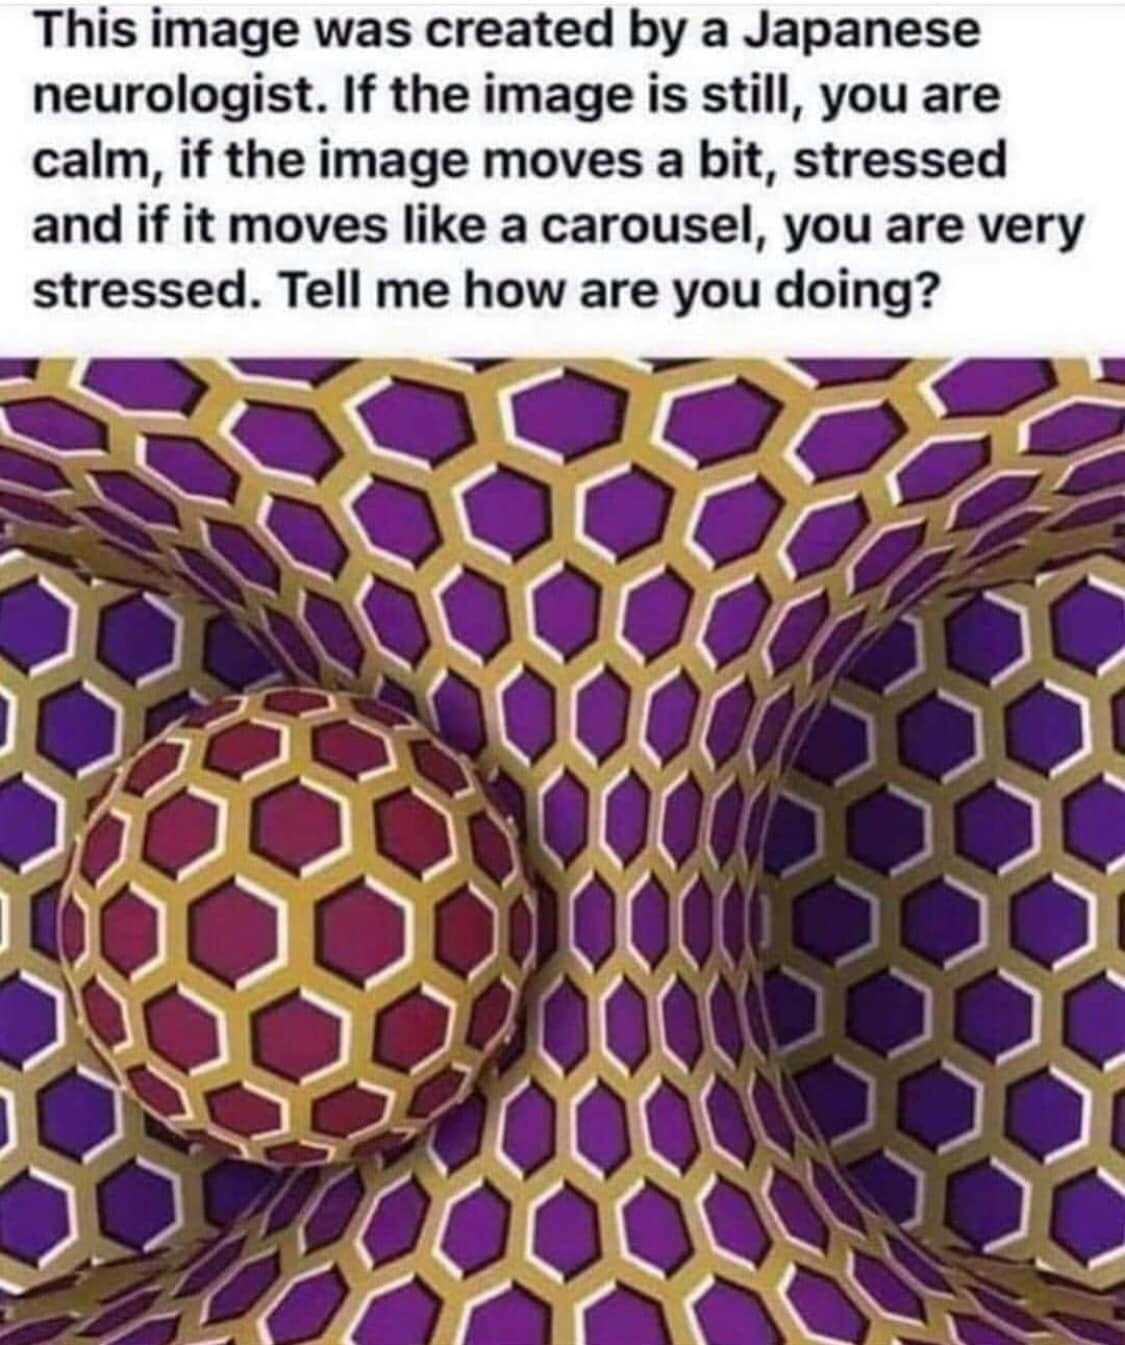 This image was created by a Japanese
neurologist. If the image is still, you are
calm, if the image moves a bit, stressed
and if it moves like a carousel, you are very
stressed. Tell me how are you doing?